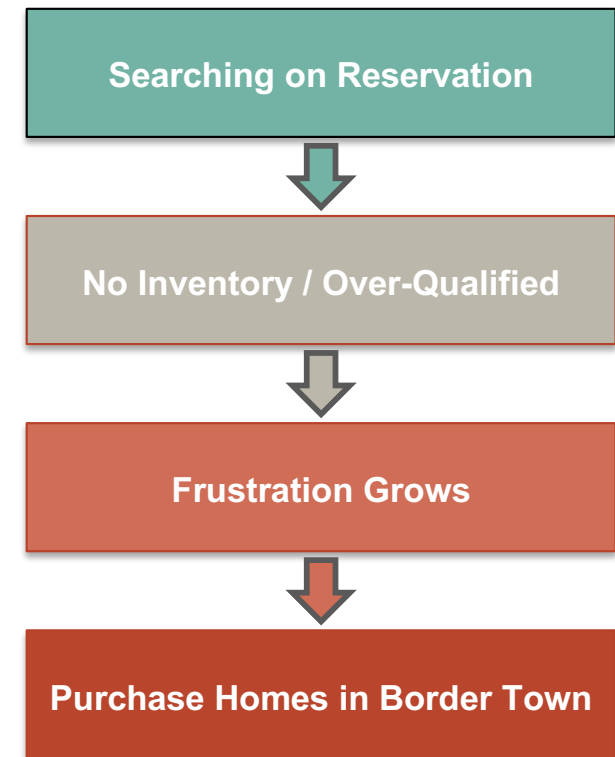 Searching on Reservation
No Inventory / Over-Qualified
Frustration Grows
Purchase Homes in Border Town